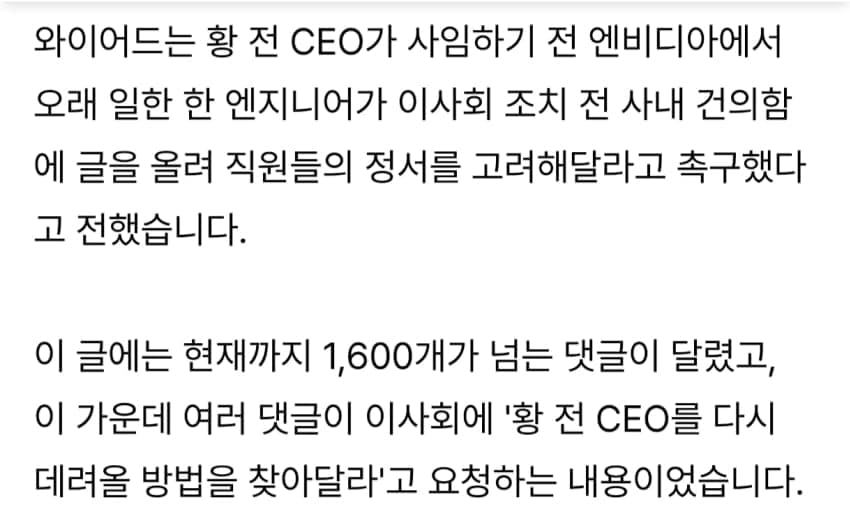 와이어드는 황 전 CEO가 사임하기 전 엔비디아에서
오래 일한 한 엔지니어가 이사회 조치 전 사내 건의함
에 글을 올려 직원들의 정서를 고려해달라고 촉구했다
고 전했습니다.
이 글에는 현재까지 1,600개가 넘는 댓글이 달렸고,
이 가운데 여러 댓글이 이사회에 '황 전 CEO를 다시
데려올 방법을 찾아달라'고 요청하는 내용이었습니다.